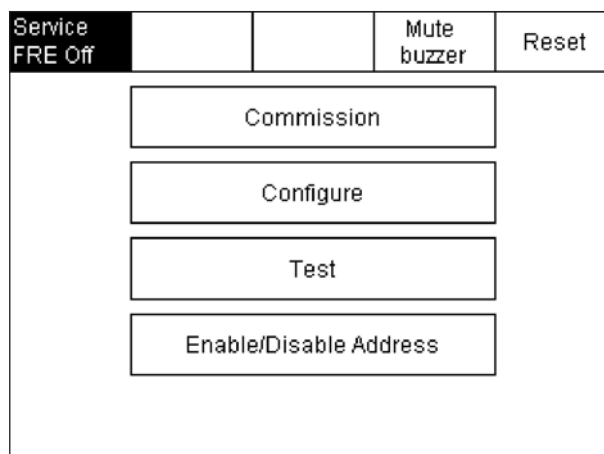 Service
FRE Off
Mute
buzzer
Reset
Commission
Configure
Test
Enable/Disable Address